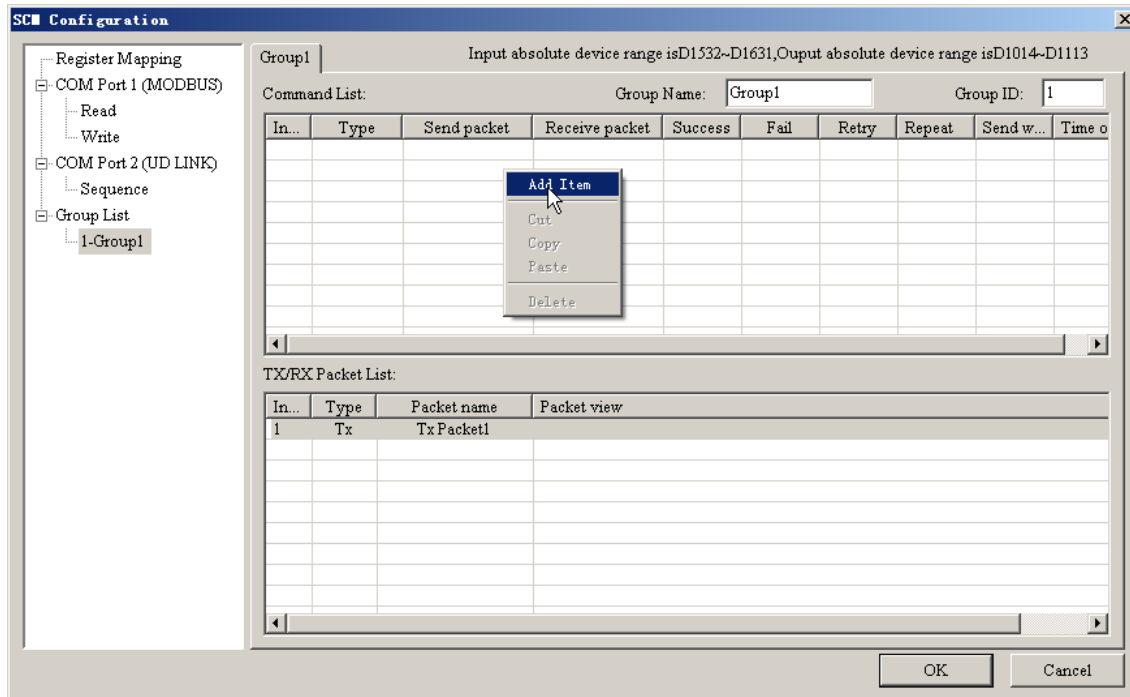 SCM Configuration
Register Mapping
COM Port 1 (MODBUS)
Read
Write
COM Port 2 (UD LINK)
Sequence
Group List
1-Group1
Group1
Input absolute device range isD1532~D1631,Ouput absolute device range isD1014~D1113
Command List: Group Name: Group1 Group ID: 1
In... Type Send packet Receive packet Success Fail Retry Repeat Send w... Time o
Add Item
Cut
Copy
Paste
Delete
TX/RX Packet List:
In... Type Packet name Packet view
1 Tx Tx Packet1
OK Cancel